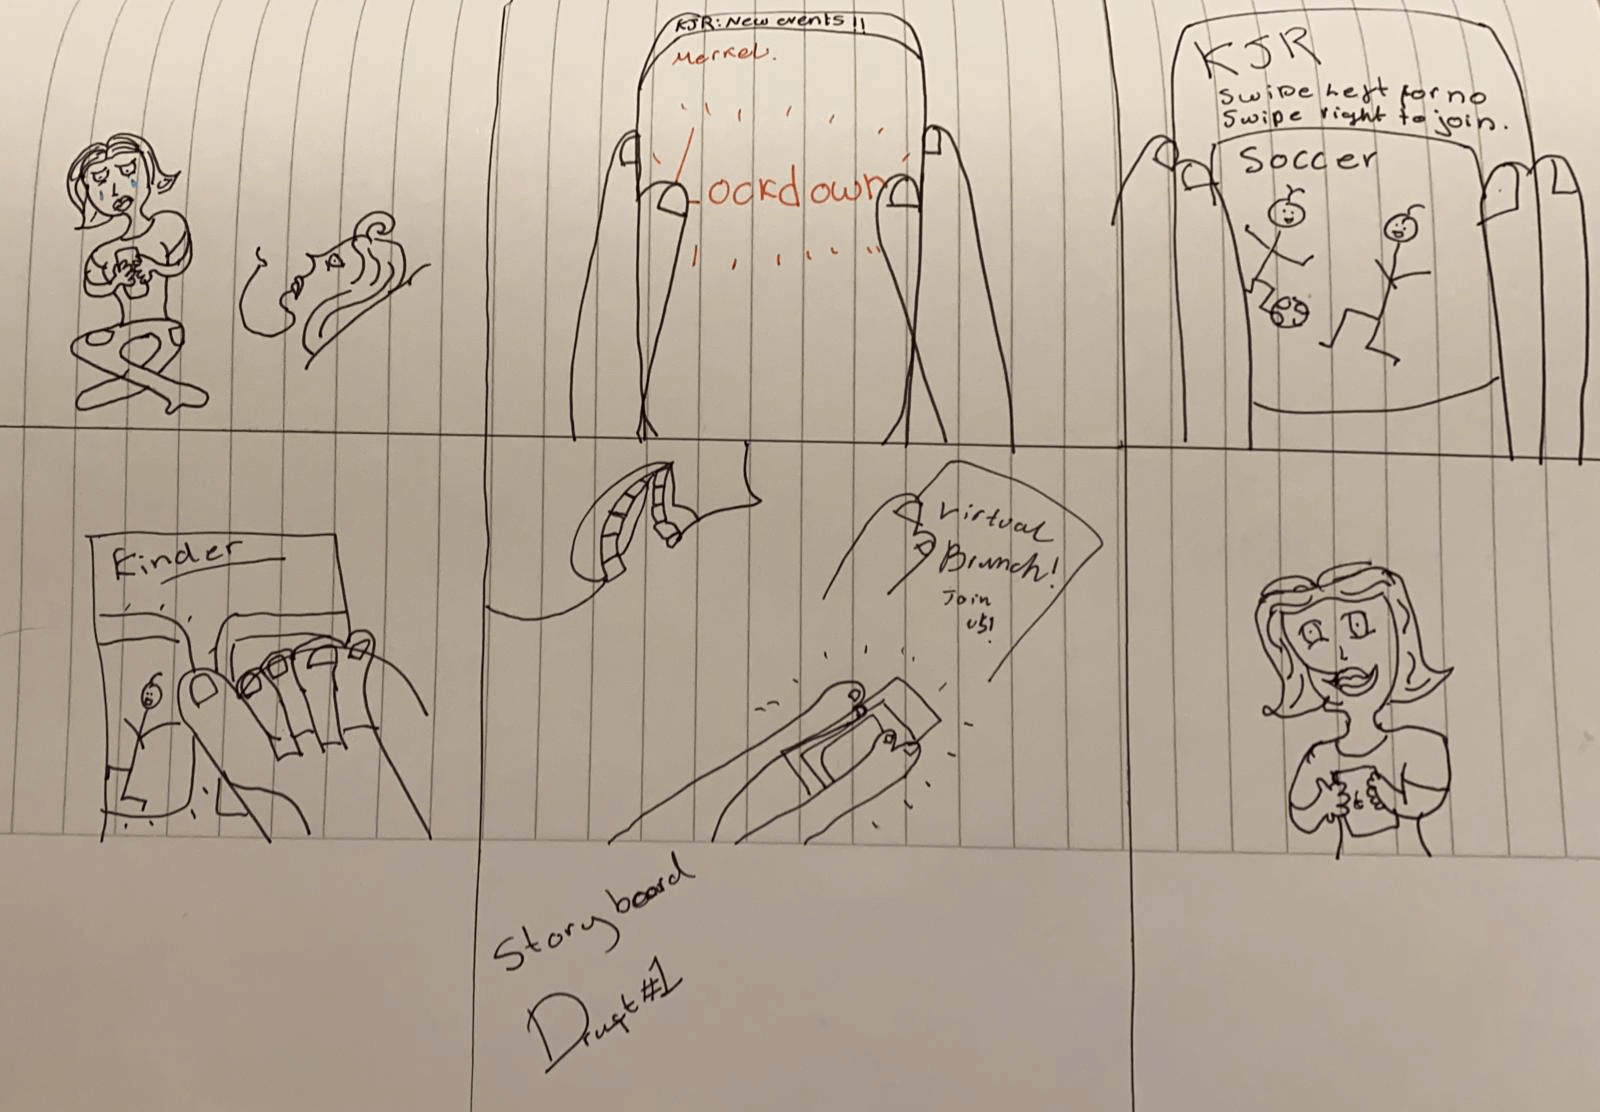 KJR: New events !!
Merkel.
Lockdown
KJR
Swipe Left for no
Swipe right to join.
Soccer
Kinder
Virtual
Brunch!
Join
us!
Storyboard
Draft #1